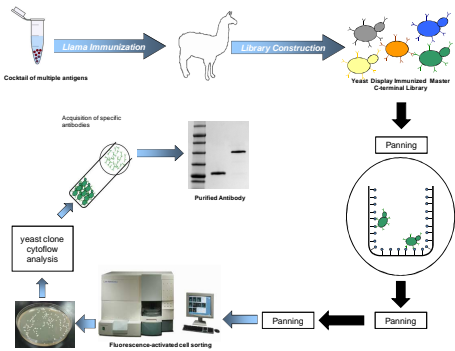 Llama Immunization
Library Construction
Cocktail of multiple antigens
Yeast Display Immunized Master
C-terminal Library
Acquisition of specific
antibodies
Panning
Purified Antibody
yeast clone
cytoflow
analysis
Panning
Panning
Fluorescence-activated cell sorting